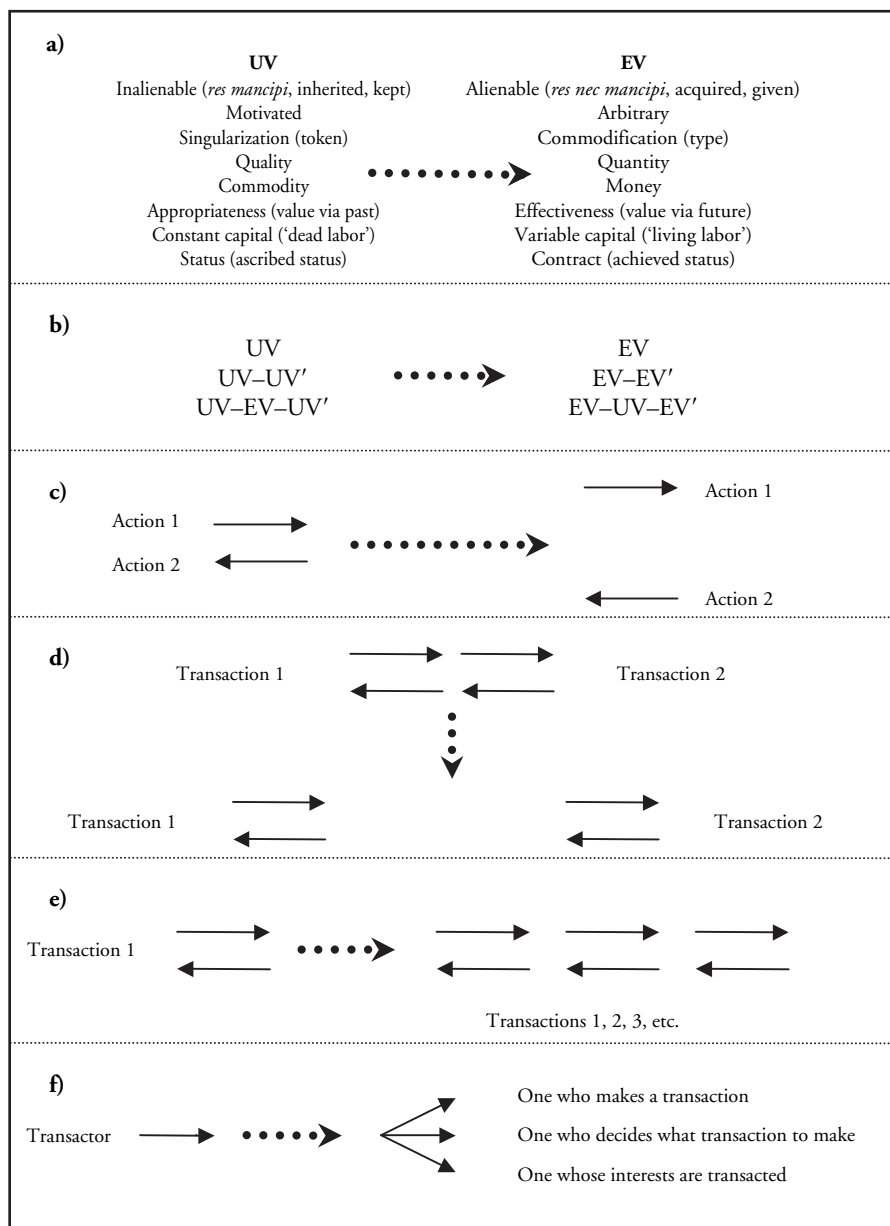 a)
UV
EV
Inalienable (res mancipi, inherited, kept)
Alienable (res nec mancipi, acquired, given)
Motivated
Arbitrary
Singularization (token)
Commodification (type)
Quality
Quantity
Commodity
Money
Appropriateness (value via past)
Effectiveness (value via future)
Constant capital (‘dead labor’)
Variable capital (‘living labor’)
Status (ascribed status)
Contract (achieved status)
b)
UV
EV
UV–UV′
EV–EV′
UV–EV–UV′
EV–UV–EV′
c)
Action 1
Action 1
Action 2
Action 2
d)
Transaction 1
Transaction 2
Transaction 1
Transaction 2
e)
Transaction 1
Transactions 1, 2, 3, etc.
f)
Transactor
One who makes a transaction
One who decides what transaction to make
One whose interests are transacted